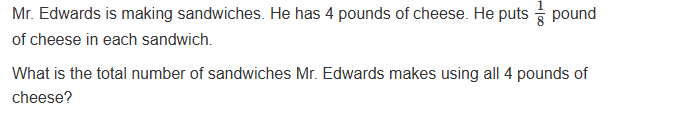 Mr. Edwards is making sandwiches. He has 4 pounds of cheese. He puts 1/8 pound
of cheese in each sandwich.
What is the total number of sandwiches Mr. Edwards makes using all 4 pounds of
cheese?